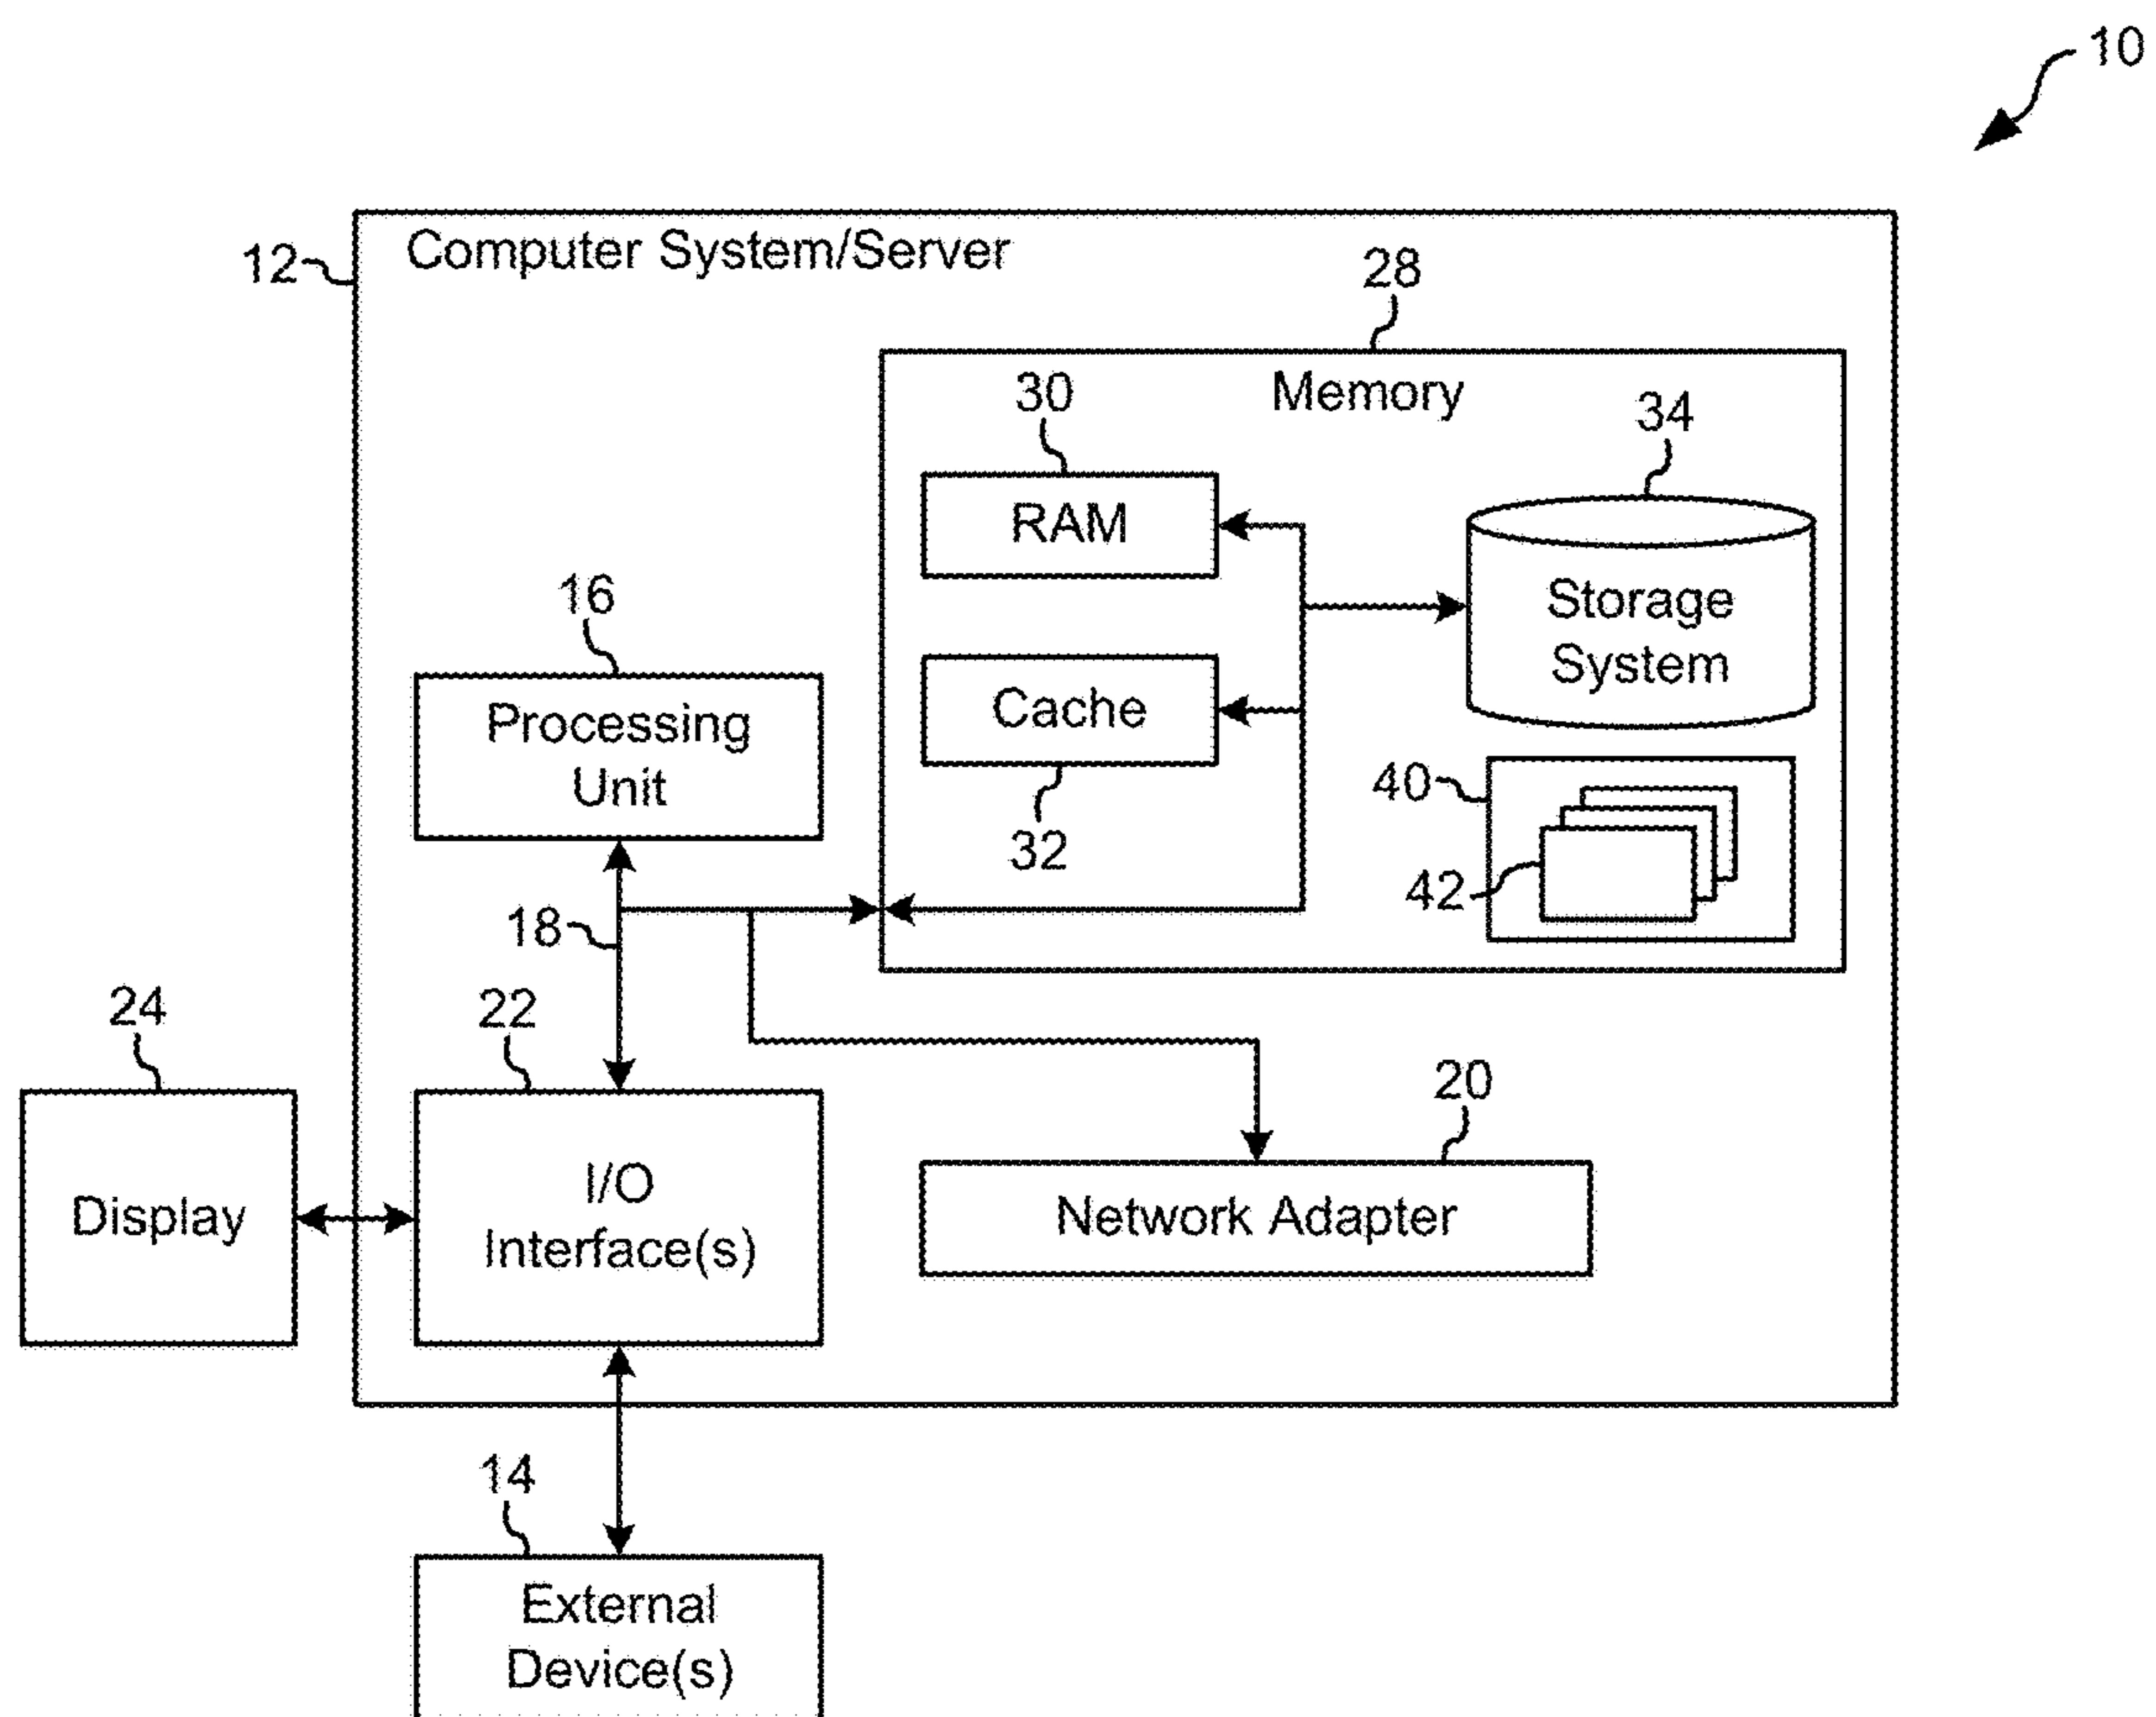 10
12
Computer System/Server
28
Memory
30
34
RAM
Storage
System
16
Processing
Unit
Cache
32
40
42
18
24
22
20
Display
I/O
Interface(s)
Network Adapter
14
External
Device(s)